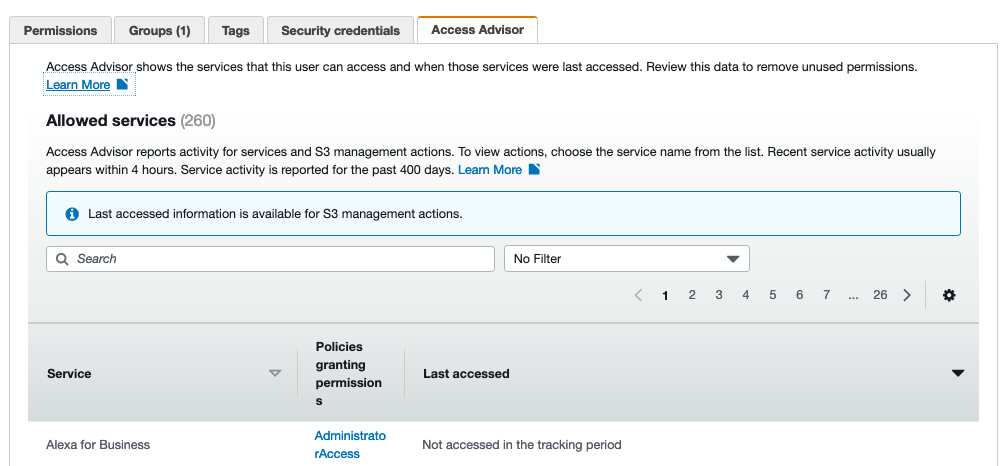 Permissions
Groups (1)
Tags
Security credentials
Access Advisor
Access Advisor shows the services that this user can access and when those services were last accessed. Review this data to remove unused permissions.
Learn More
Allowed services (260)
Access Advisor reports activity for services and S3 management actions. To view actions, choose the service name from the list. Recent service activity usually
appears within 4 hours. Service activity is reported for the past 400 days. Learn More
Last accessed information is available for S3 management actions.
Search
No Filter
1 2 3 4 5 6 7 ... 26
Service
Policies
granting
permission
s
Last accessed
Alexa for Business
Administrato
rAccess
Not accessed in the tracking period